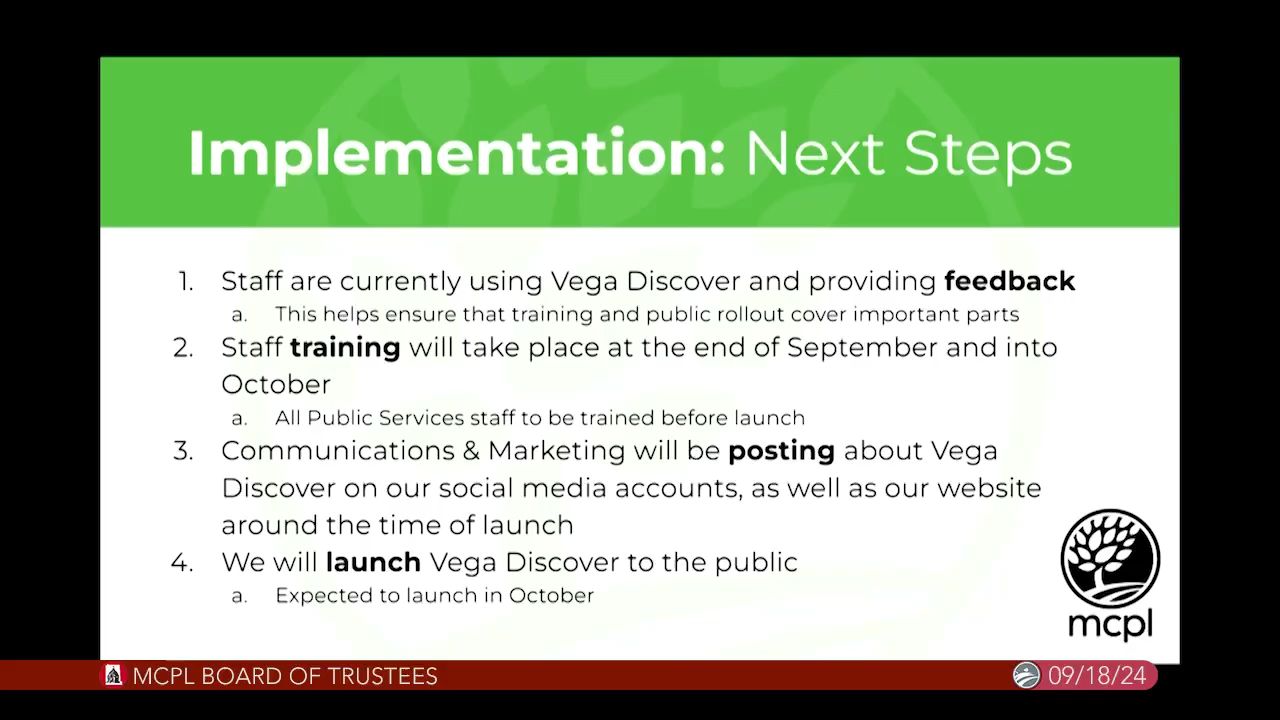 Implementation: Next Steps
1. Staff are currently using Vega Discover and providing feedback
a. This helps ensure that training and public rollout cover important parts
2. Staff training will take place at the end of September and into
October
a. All Public Services staff to be trained before launch
3. Communications & Marketing will be posting about Vega
Discover on our social media accounts, as well as our website
around the time of launch
4. We will launch Vega Discover to the public
a. Expected to launch in October
mcpl
MCPL BOARD OF TRUSTEES
09/18/24